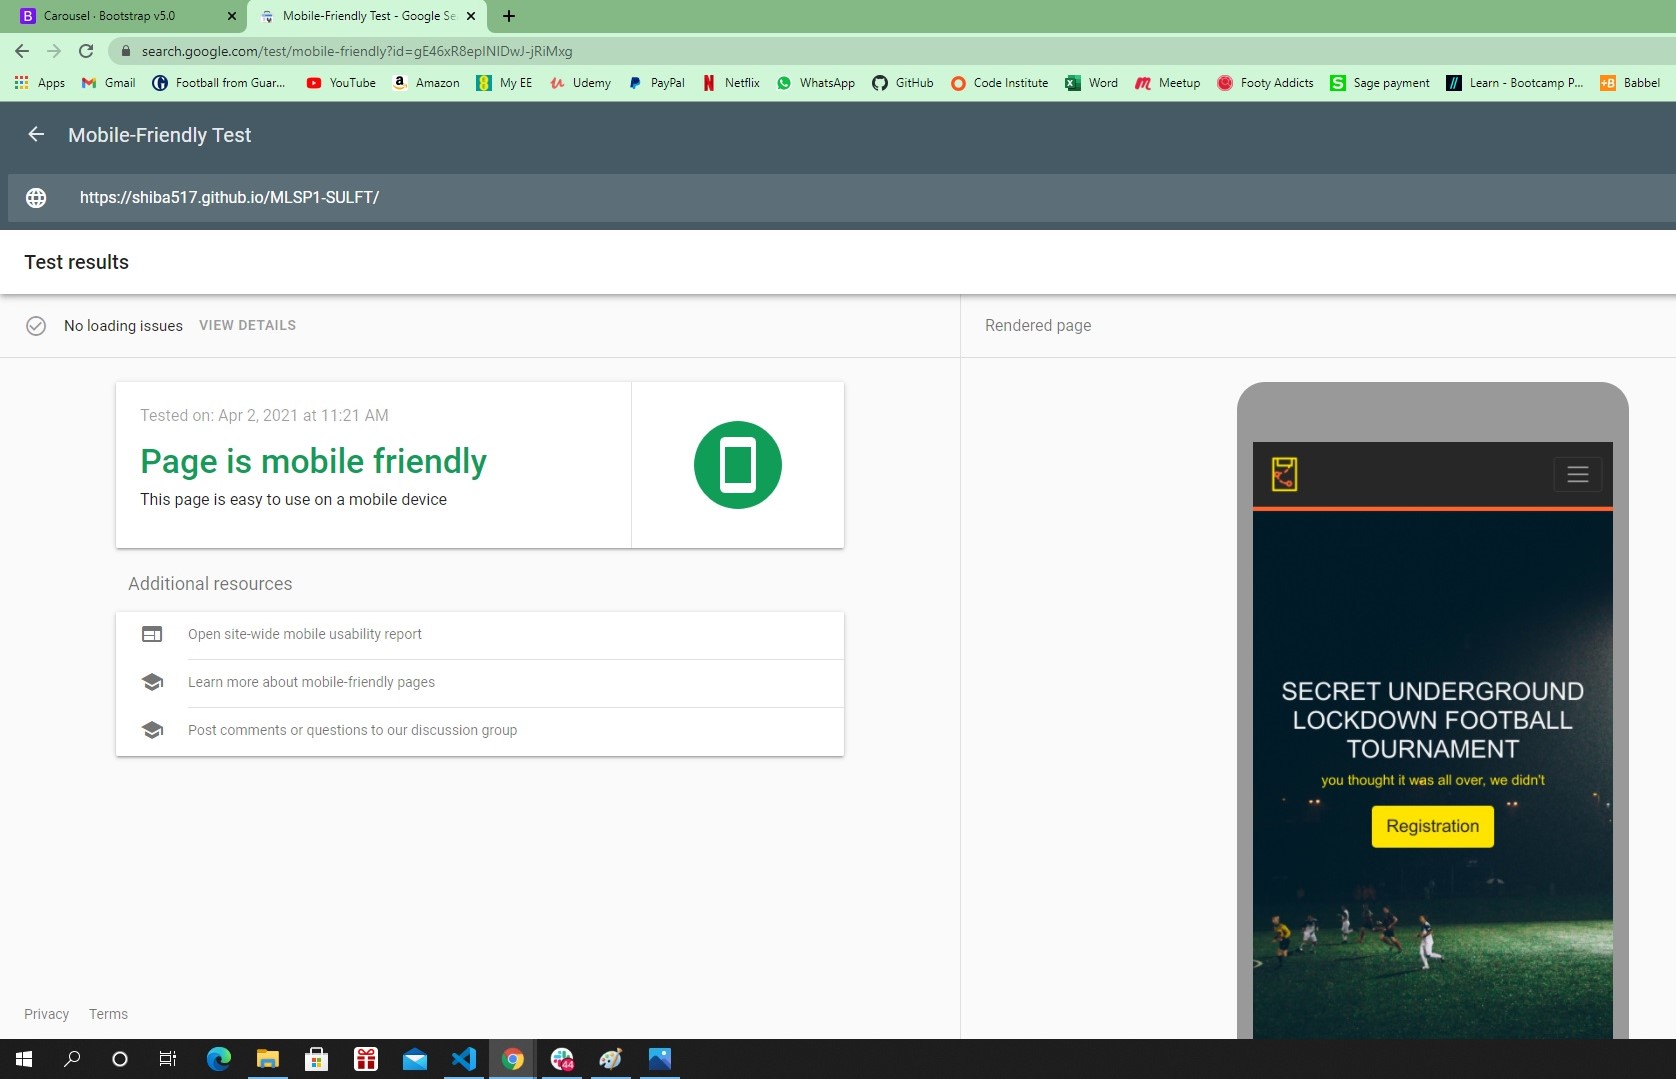 Carousel · Bootstrap v5.0
Mobile-Friendly Test - Google Se
search.google.com/test/mobile-friendly?id=gE46xR8epINIDwJ-jRiMxg
Apps Gmail Football from Guar... YouTube Amazon My EE Udemy PayPal Netflix WhatsApp GitHub Code Institute Word Meetup Footy Addicts Sage payment Learn - Bootcamp P... Babbel
Mobile-Friendly Test
https://shiba517.github.io/MLSP1-SULFT/
Test results
No loading issues VIEW DETAILS
Rendered page
Tested on: Apr 2, 2021 at 11:21 AM
Page is mobile friendly
This page is easy to use on a mobile device
Additional resources
Open site-wide mobile usability report
Learn more about mobile-friendly pages
Post comments or questions to our discussion group
SECRET UNDERGROUND
LOCKDOWN FOOTBALL
TOURNAMENT
you thought it was all over, we didn't
Registration
Privacy Terms
44